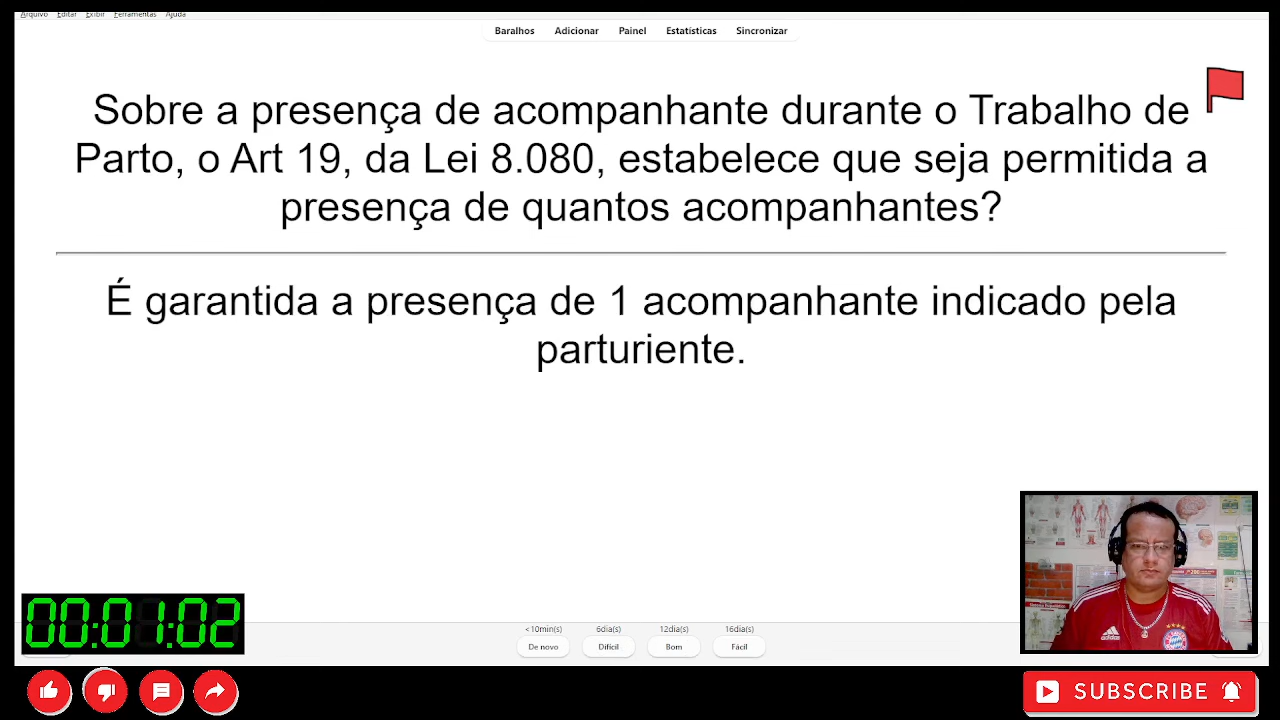 Arquivo Editar Exibir Ferramentas Ajuda
Baralhos Adicionar Painel Estatísticas Sincronizar
Sobre a presença de acompanhante durante o Trabalho de
Parto, o Art 19, da Lei 8.080, estabelece que seja permitida a
presença de quantos acompanhantes?
É garantida a presença de 1 acompanhante indicado pela
parturiente.
00:01:02
<10min(s) 6dia(s) 12dia(s) 16dia(s)
De novo Difícil Bom Fácil
SUBSCRIBE